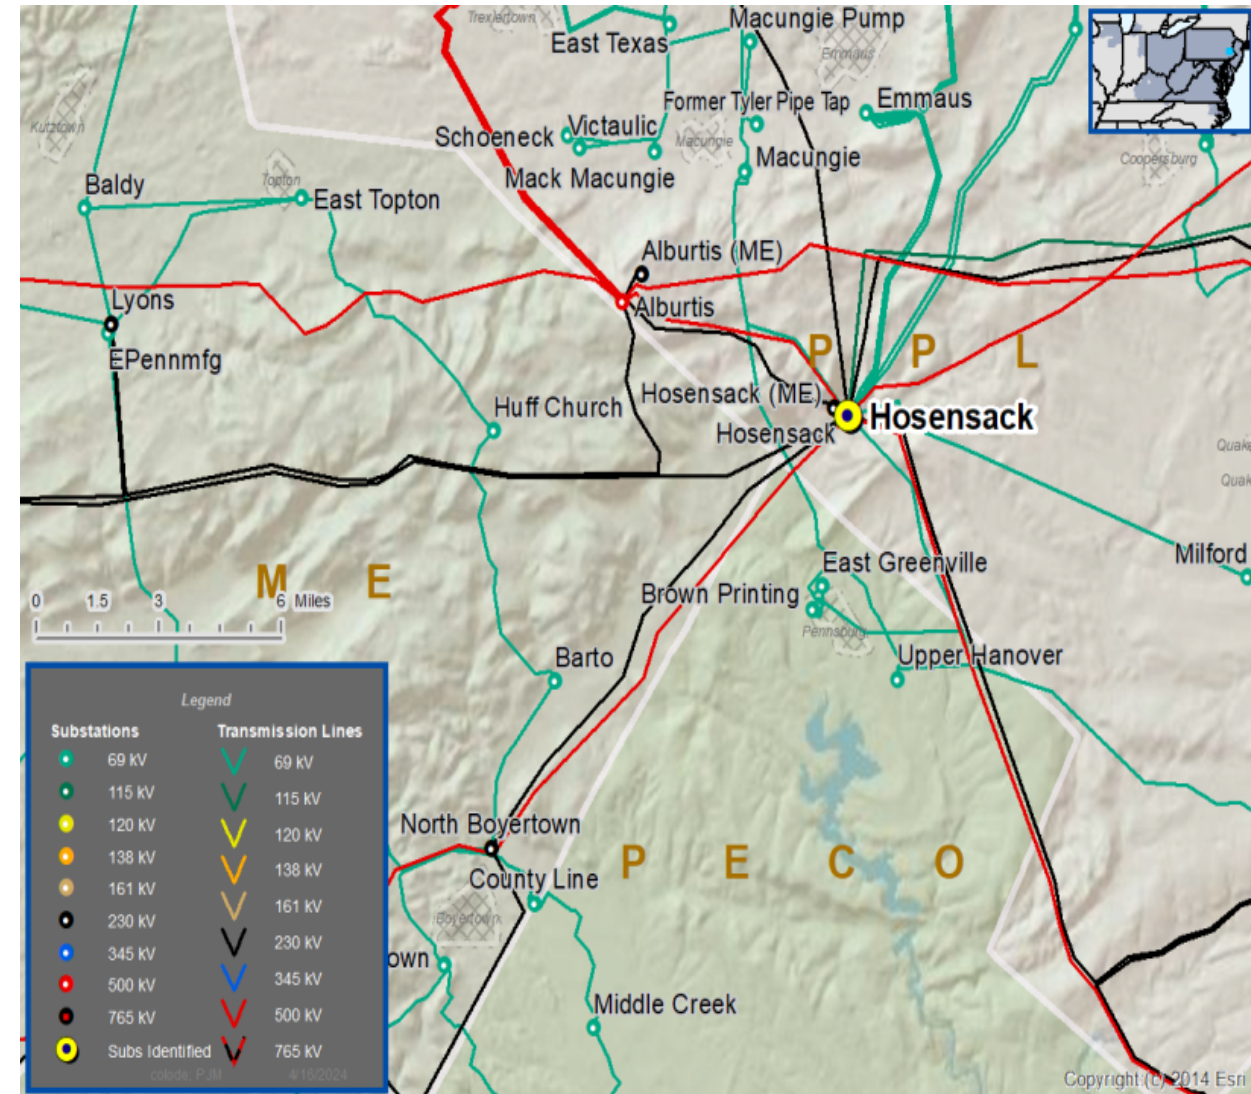 Trexlertown
Macungie Pump
East Texas
Emmaus
Former Tyler Pipe Tap
Emmaus
Kutztown
Schoeneck
Victaulic
Macungie
Macungie
Coopersburg
Baldy
Topton
East Topton
Mack Macungie
Alburtis (ME)
Lyons
Alburtis
EPennmfg
P P L
Huff Church
Hosensack (ME)
Hosensack
Hosensack
Quake
Quak
Milford
M E
East Greenville
0 1.5 3 6 Miles
Brown Printing
Pennsburg
Barto
Upper Hanover
Legend
Substations
69 kV
115 kV
120 kV
138 kV
161 kV
230 kV
345 kV
500 kV
765 kV
Subs Identified
Transmission Lines
69 kV
115 kV
120 kV
138 kV
161 kV
230 kV
345 kV
500 kV
765 kV
4/16/2024
North Boyertown
P E C O
County Line
Boyertown
own
Middle Creek
Copyright:(c) 2014 Esri